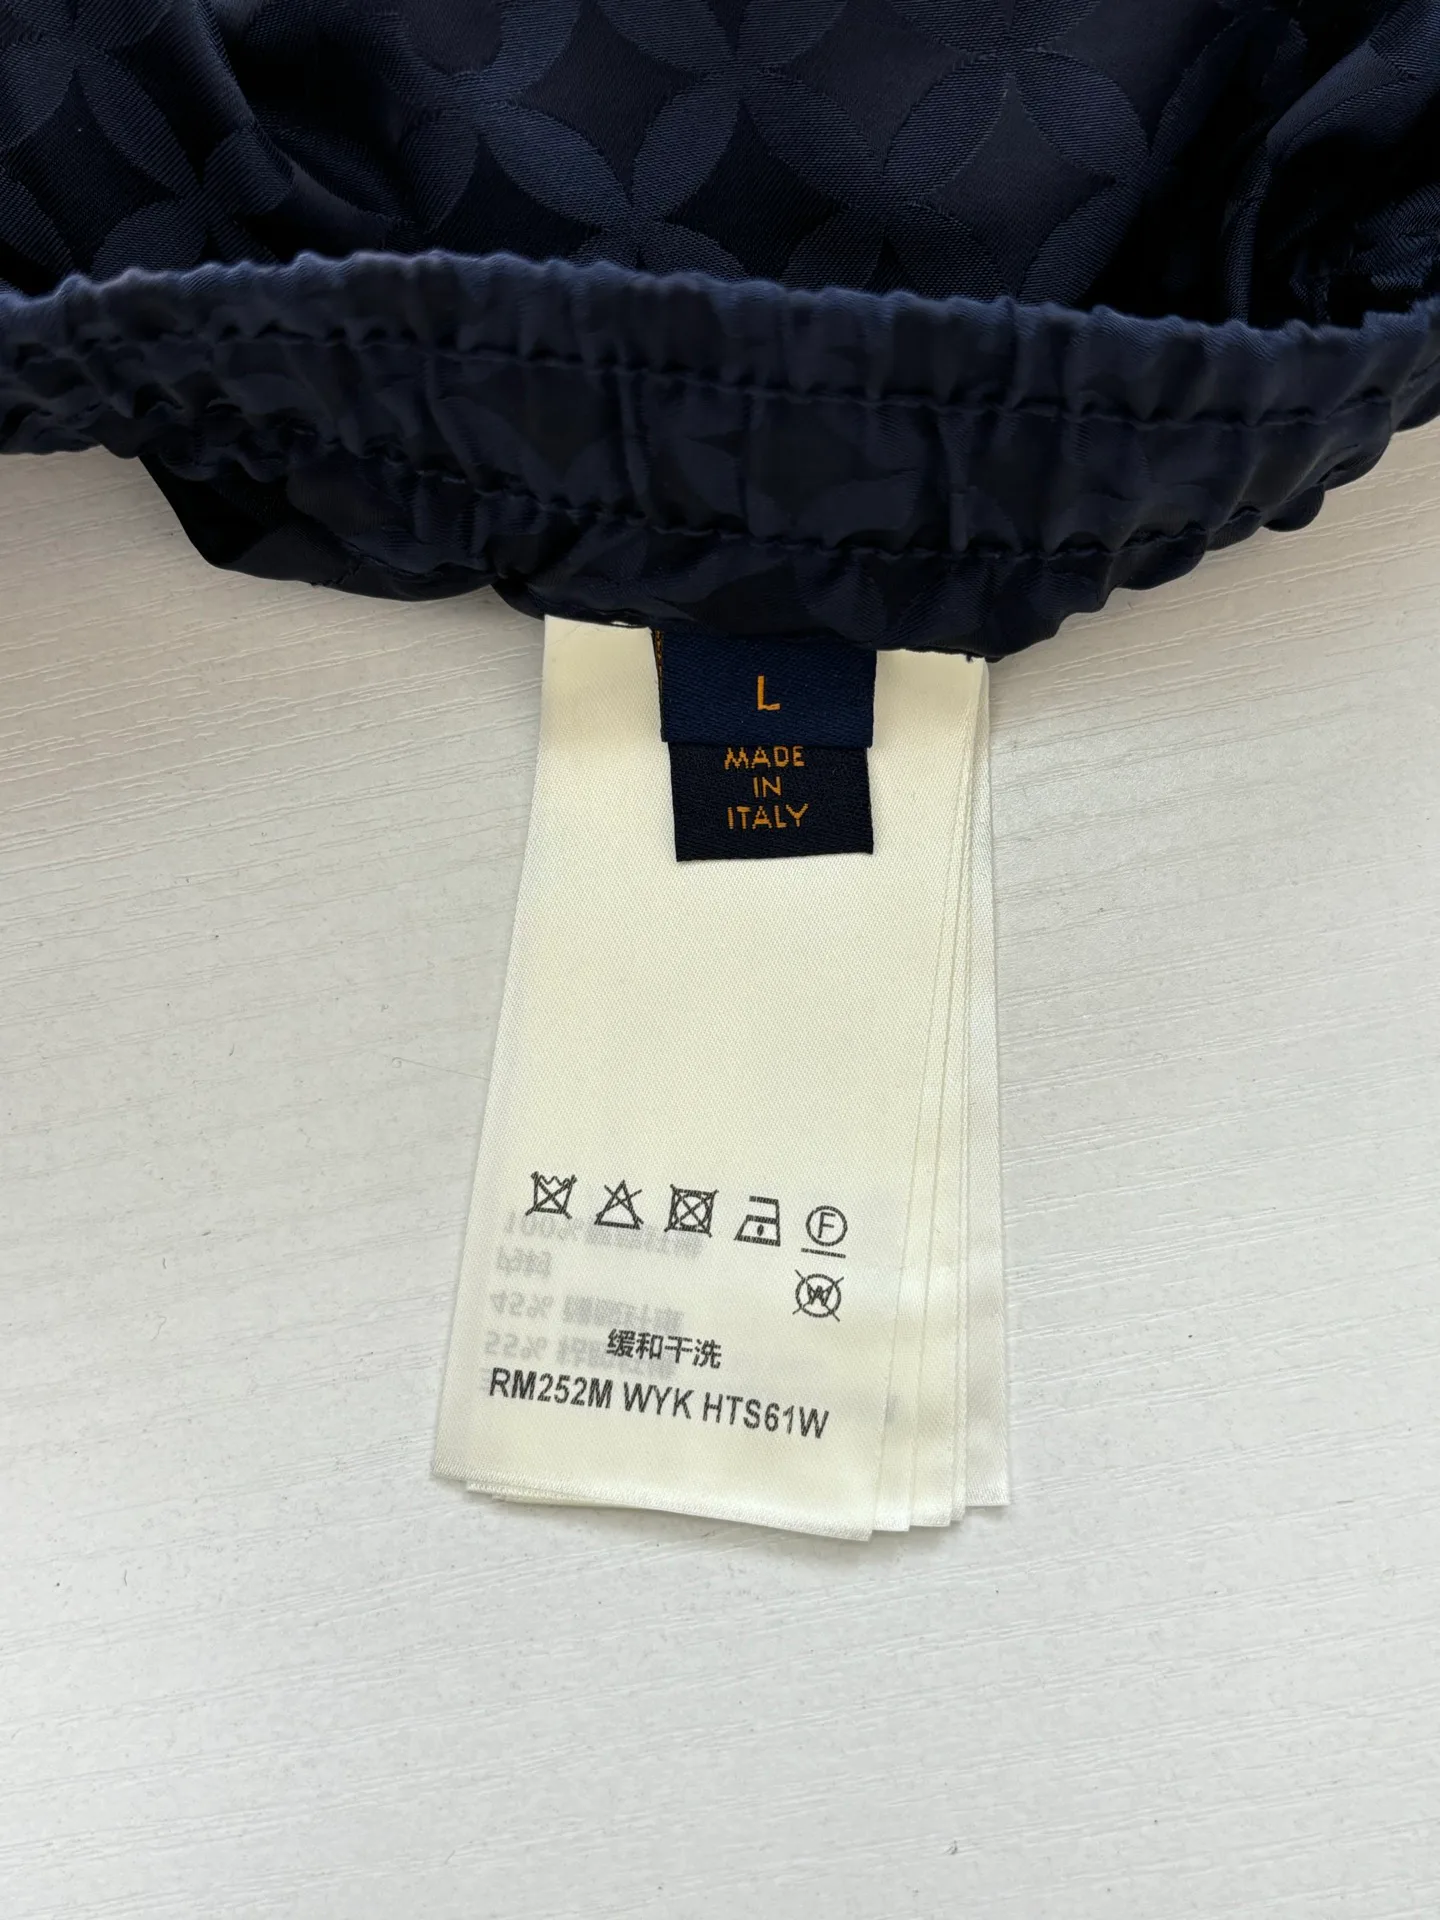 L
MADE
IN
ITALY
F
W
缓和干洗
RM252M WYK HTS61W